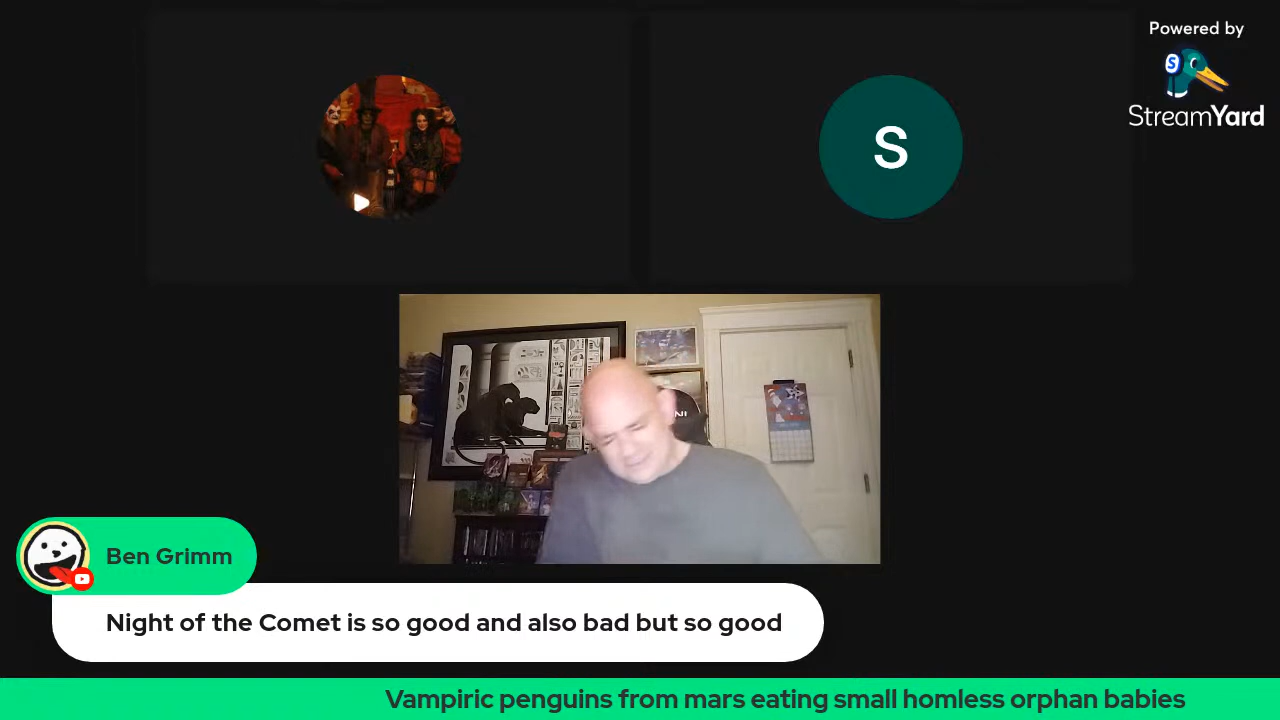 Powered by
S
StreamYard
S
NI
Ben Grimm
Night of the Comet is so good and also bad but so good
Vampiric penguins from mars eating small homless orphan babies